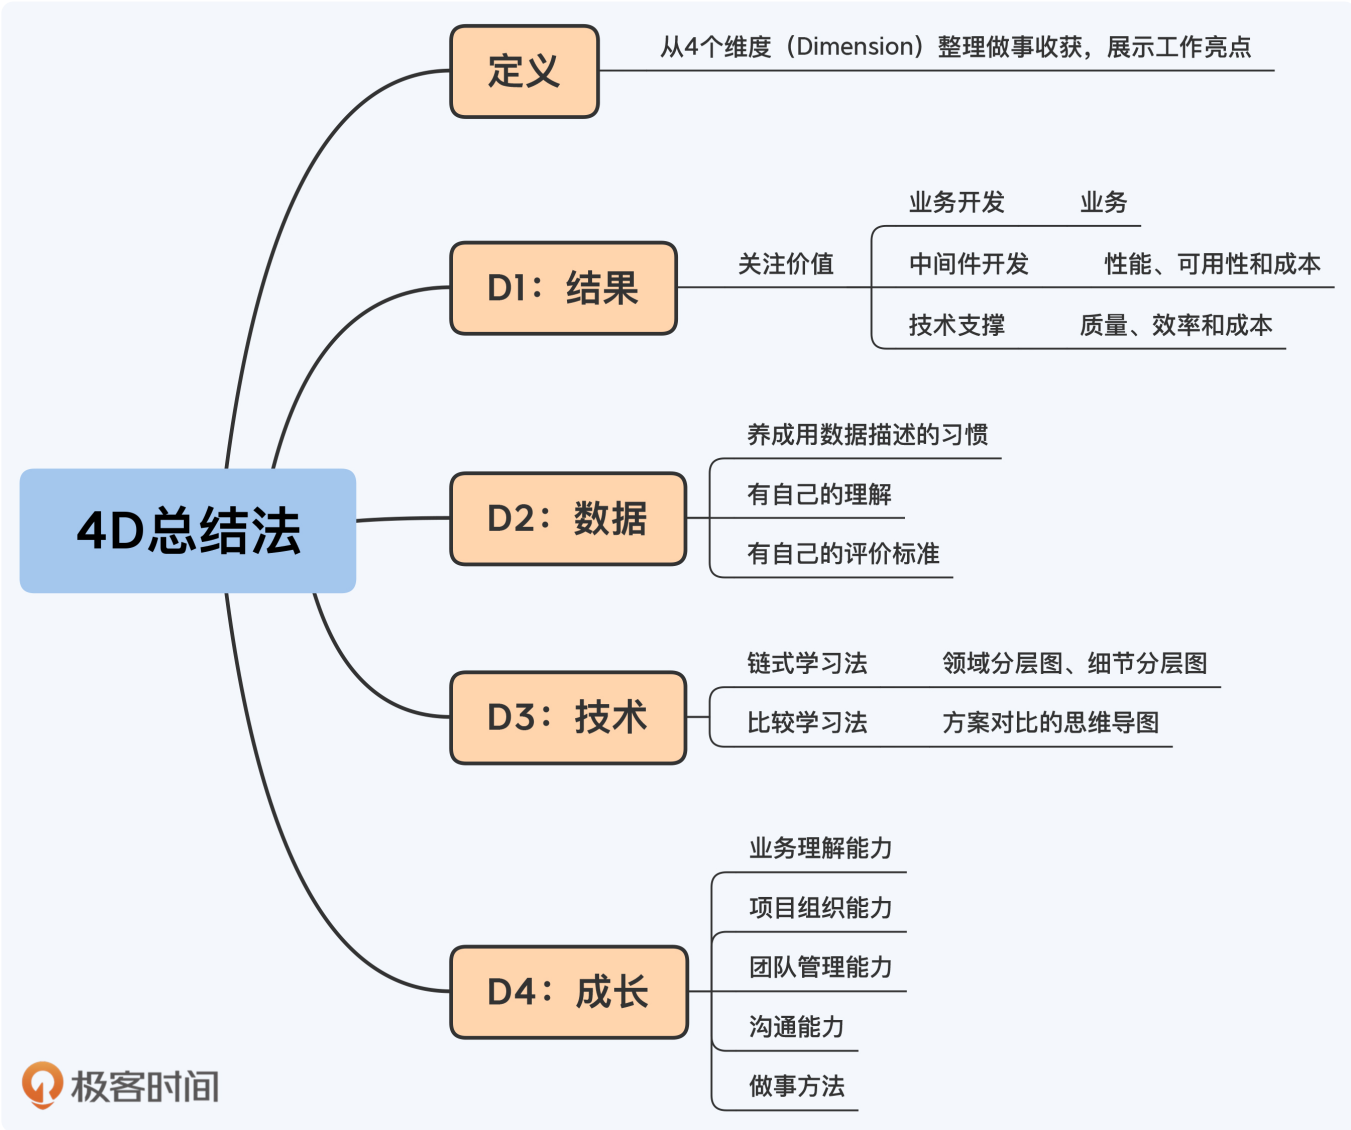 4D总结法
定义
从4个维度（Dimension）整理做事收获，展示工作亮点
D1：结果
关注价值
业务开发 业务
中间件开发 性能、可用性和成本
技术支撑 质量、效率和成本
D2：数据
养成用数据描述的习惯
有自己的理解
有自己的评价标准
D3：技术
链式学习法 领域分层图、细节分层图
比较学习法 方案对比的思维导图
D4：成长
业务理解能力
项目组织能力
团队管理能力
沟通能力
做事方法
极客时间